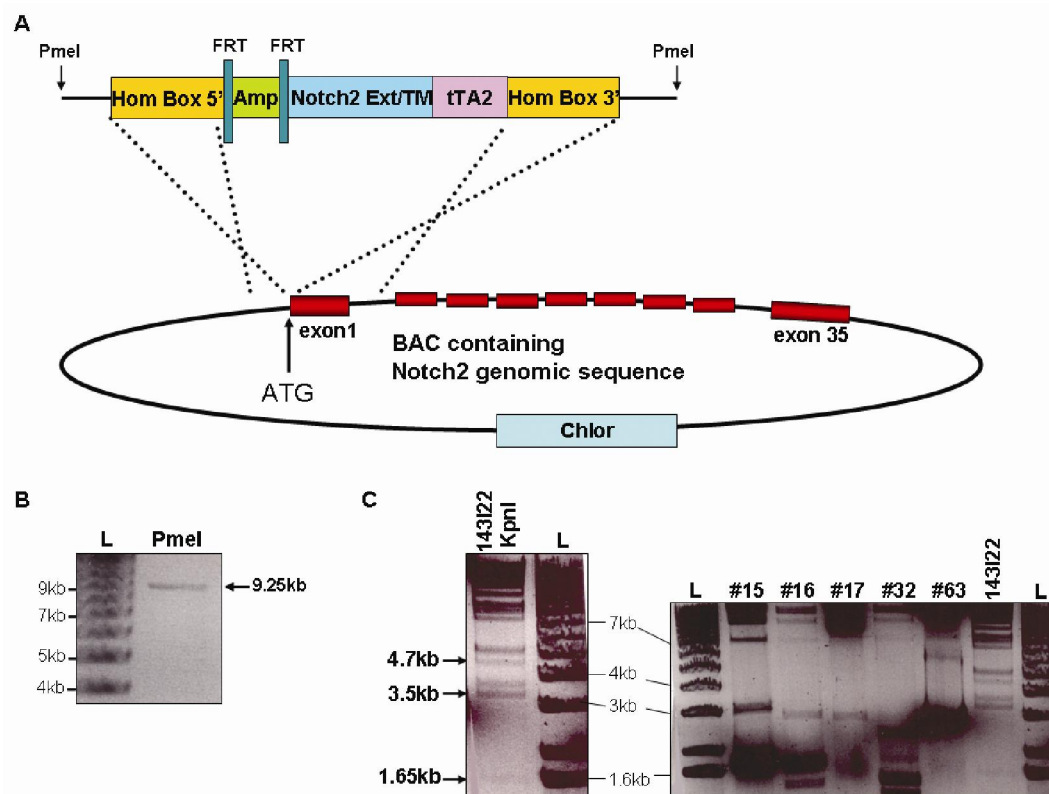 A
PmeI
FRT FRT
PmeI
Hom Box 5' Amp Notch2 Ext/TM tTA2 Hom Box 3'
exon1
exon 35
BAC containing
Notch2 genomic sequence
ATG
Chlor
B
L PmeI
9kb
7kb
5kb
4kb
9.25kb
C
143I22
KpnI
L
4.7kb
3.5kb
1.65kb
7kb
4kb
3kb
1.6kb
L #15 #16 #17 #32 #63 143I22 L